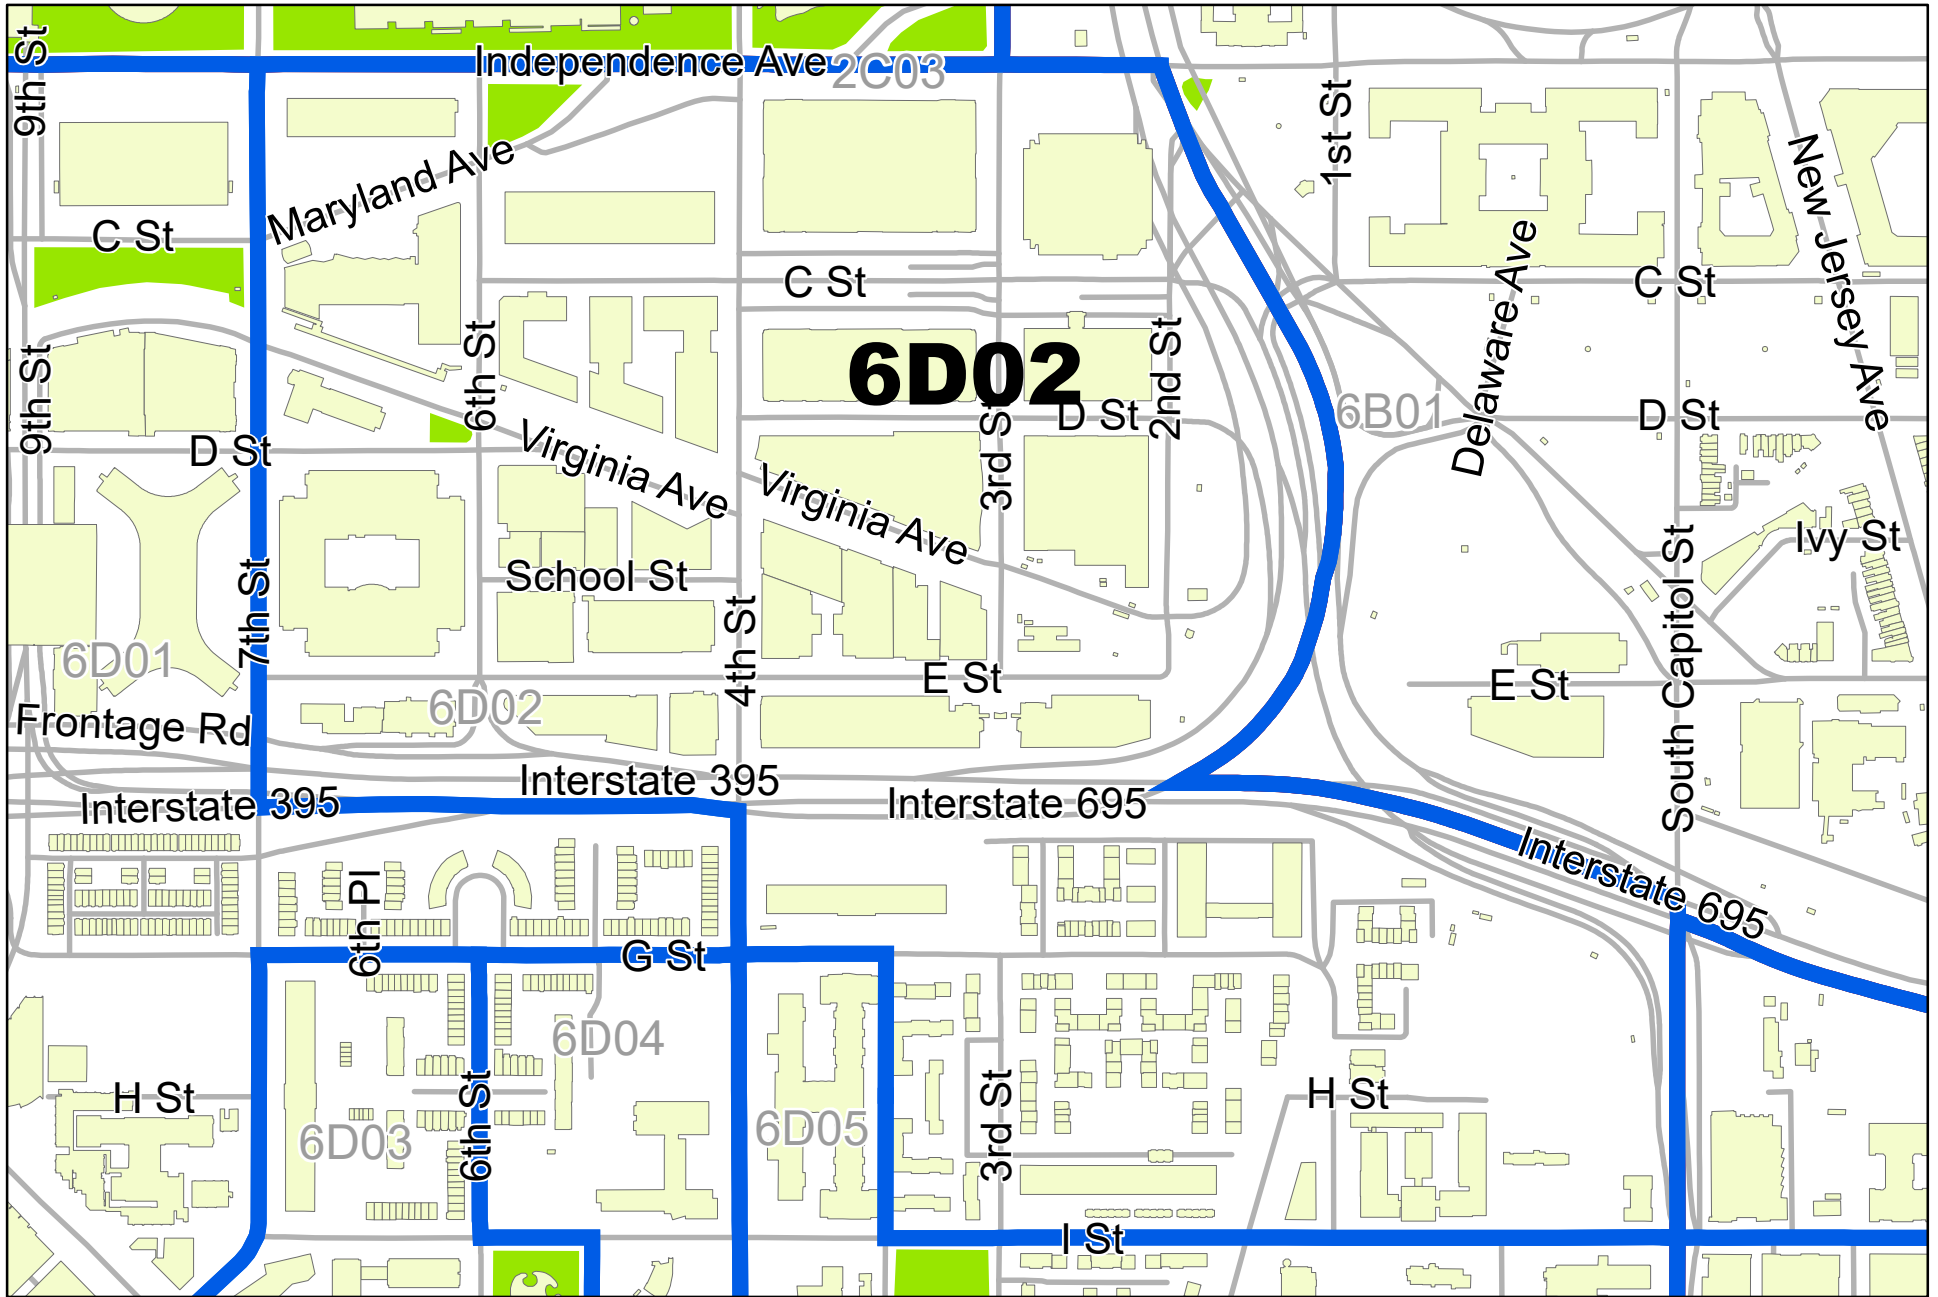 9th St
Independence Ave
2C03
1st St
Maryland Ave
New Jersey Ave
C St
C St
C St
Delaware Ave
9th St
6th St
6D02
2nd St
6B01
D St
D St
D St
Virginia Ave
Virginia Ave
3rd St
Ivy St
School St
7th St
4th St
South Capitol St
6D01
E St
E St
6D02
Frontage Rd
Interstate 395
Interstate 395
Interstate 695
Interstate 695
6th Pl
G St
6D04
H St
H St
6D03
6th St
6D05
3rd St
I St